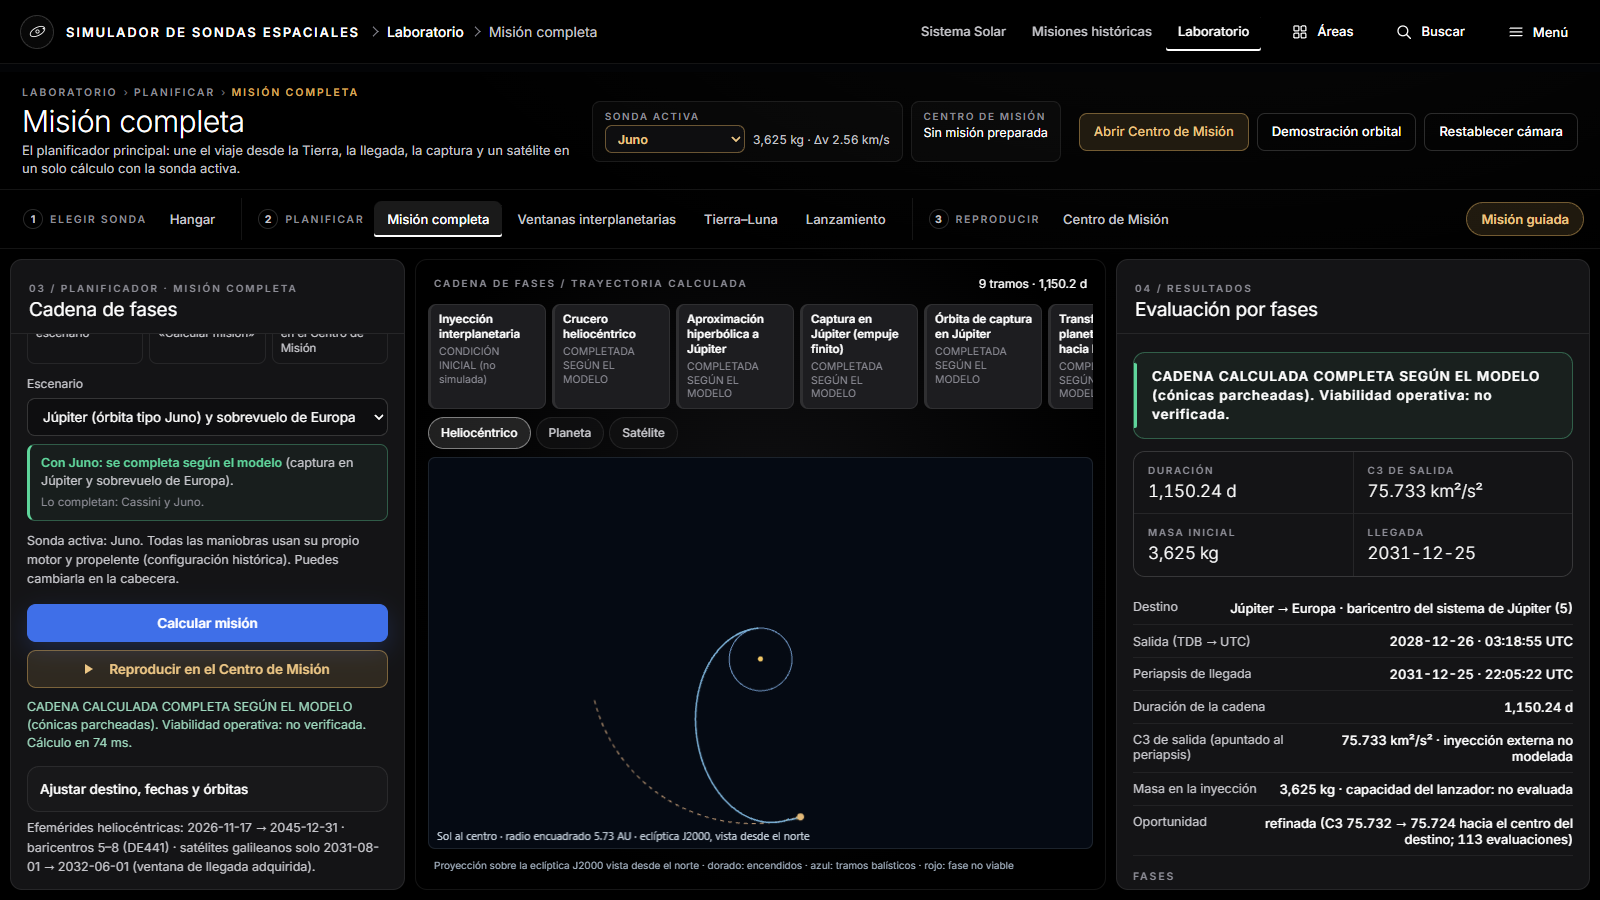 SIMULADOR DE SONDAS ESPACIALES > Laboratorio > Misión completa
Sistema Solar Misiones históricas Laboratorio Áreas Buscar Menú
LABORATORIO › PLANIFICAR › MISIÓN COMPLETA
Misión completa
El planificador principal: une el viaje desde la Tierra, la llegada, la captura y un satélite en
un solo cálculo con la sonda activa.
SONDA ACTIVA
Juno 3,625 kg · Δv 2.56 km/s
CENTRO DE MISIÓN
Sin misión preparada
Abrir Centro de Misión Demostración orbital Restablecer cámara
1 ELEGIR SONDA Hangar 2 PLANIFICAR Misión completa Ventanas interplanetarias Tierra–Luna Lanzamiento 3 REPRODUCIR Centro de Misión Misión guiada
03 / PLANIFICADOR · MISIÓN COMPLETA
Cadena de fases
escenario
«Calcular misión»
en el Centro de
Misión
Escenario
Júpiter (órbita tipo Juno) y sobrevuelo de Europa
Con Juno: se completa según el modelo (captura en
Júpiter y sobrevuelo de Europa).
Lo completan: Cassini y Juno.
Sonda activa: Juno. Todas las maniobras usan su propio
motor y propelente (configuración histórica). Puedes
cambiarla en la cabecera.
Calcular misión
Reproducir en el Centro de Misión
CADENA CALCULADA COMPLETA SEGÚN EL MODELO
(cónicas parcheadas). Viabilidad operativa: no verificada.
Cálculo en 74 ms.
Ajustar destino, fechas y órbitas
Efemérides heliocéntricas: 2026-11-17 → 2045-12-31 ·
baricentros 5–8 (DE441) · satélites galileanos solo 2031-08-
01 → 2032-06-01 (ventana de llegada adquirida).
CADENA DE FASES / TRAYECTORIA CALCULADA
9 tramos · 1,150.2 d
Inyección
interplanetaria
CONDICIÓN
INICIAL (no
simulada)
Crucero
heliocéntrico
COMPLETADA
SEGÚN EL
MODELO
Aproximación
hiperbólica a
Júpiter
COMPLETADA
SEGÚN EL
MODELO
Captura en
Júpiter (empuje
finito)
COMPLETADA
SEGÚN EL
MODELO
Órbita de captura
en Júpiter
COMPLETADA
SEGÚN EL
MODELO
Transf
planet
hacia
COMPL
SEGÚN
MODEL
Heliocéntrico Planeta Satélite
Sol al centro · radio encuadrado 5.73 AU · eclíptica J2000, vista desde el norte
Proyección sobre la eclíptica J2000 vista desde el norte · dorado: encendidos · azul: tramos balísticos · rojo: fase no viable
04 / RESULTADOS
Evaluación por fases
CADENA CALCULADA COMPLETA SEGÚN EL MODELO
(cónicas parcheadas). Viabilidad operativa: no
verificada.
DURACIÓN
1,150.24 d
C3 DE SALIDA
75.733 km²/s²
MASA INICIAL
3,625 kg
LLEGADA
2031-12-25
Destino Júpiter → Europa · baricentro del sistema de Júpiter (5)
Salida (TDB → UTC) 2028-12-26 · 03:18:55 UTC
Periapsis de llegada 2031-12-25 · 22:05:22 UTC
Duración de la cadena 1,150.24 d
C3 de salida (apuntado al
periapsis)
75.733 km²/s² · inyección externa no
modelada
Masa en la inyección 3,625 kg · capacidad del lanzador: no evaluada
Oportunidad refinada (C3 75.732 → 75.724 hacia el centro del
destino; 113 evaluaciones)
FASES